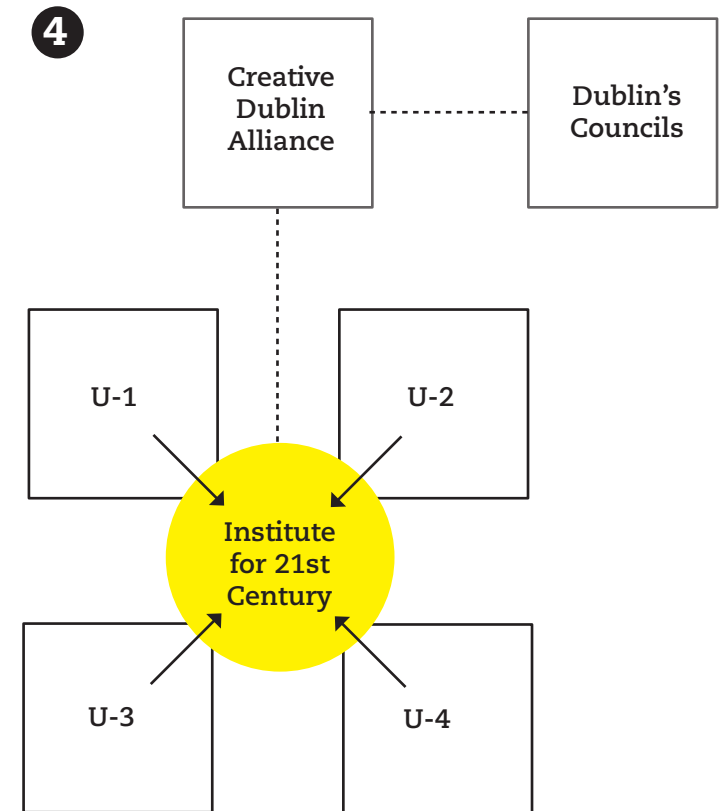 4
Creative
Dublin
Alliance
Dublin's
Councils
U-1
U-2
Institute
for 21st
Century
U-3
U-4